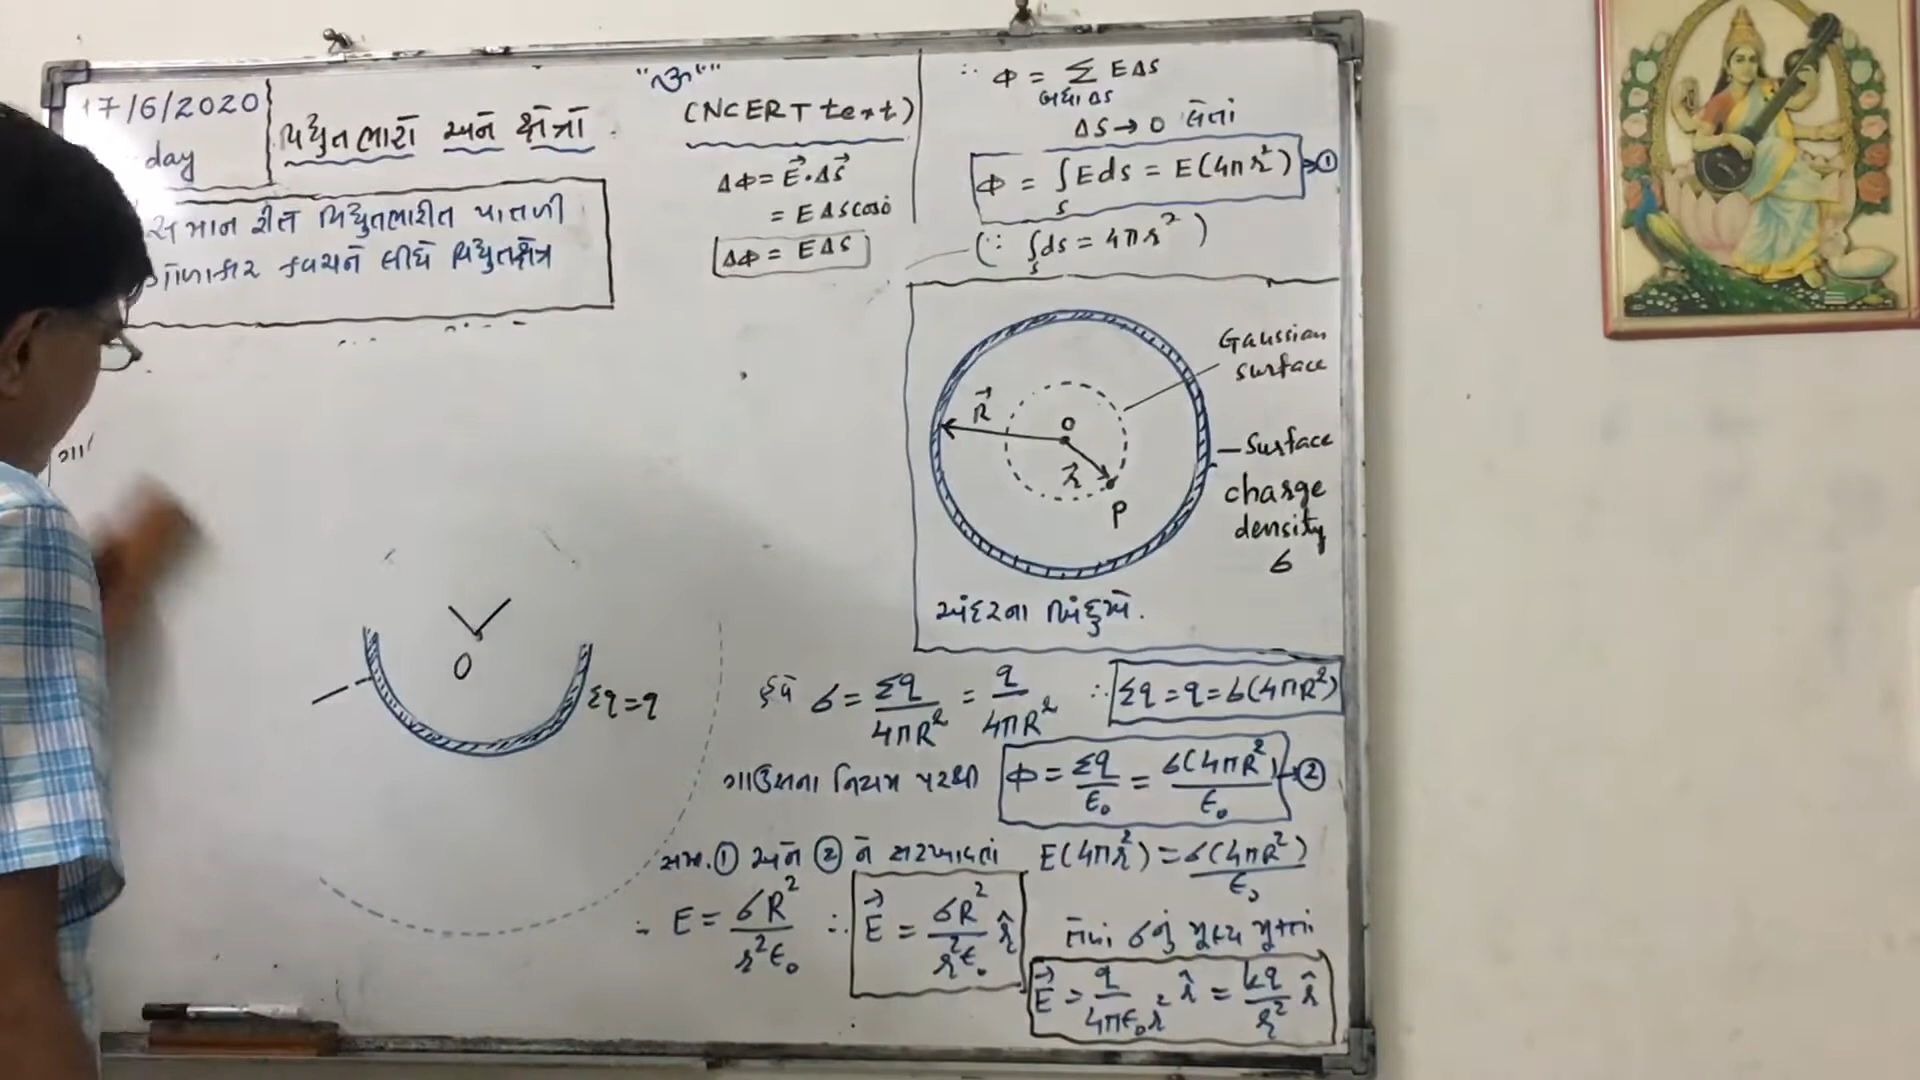 17/6/2020
day
વિદ્યુતભારો અને ક્ષેત્રો
સમાન રીતે વિદ્યુતભારીત પાતળી
ગોળાકાર કવચને લીધે વિદ્યુતક્ષેત્ર
(NCERT text)
ΔΦ = E⃗·ΔS⃗
= EΔS cos0
ΔΦ = EΔS
∴ Φ = Σ EΔS
બધા ΔS
ΔS → 0 લેતાં
Φ = ∫ Eds = E(4πr²) → ①
S
(∵ ∫ds = 4πr²)
S
Gaussian
surface
R⃗
O
r⃗
P
Surface
charge
density
σ
અંદરના બિંદુએ.
O
Σq=q
હવે σ = Σq/4πR² = q/4πR² ∴ Σq = q = σ(4πR²)
ગાઉસના નિયમ પરથી Φ = Σq/ε₀ = σ(4πR²)/ε₀ → ②
સમી.① અને ② ને સરખાવતાં E(4πr²) = σ(4πR²)/ε₀
∴ E = σR²/r²ε₀ ∴ E⃗ = σR²/r²ε₀ r̂
σનું મૂલ્ય મૂકતાં
E⃗ = q/4πε₀r² r̂ = kq/r² r̂